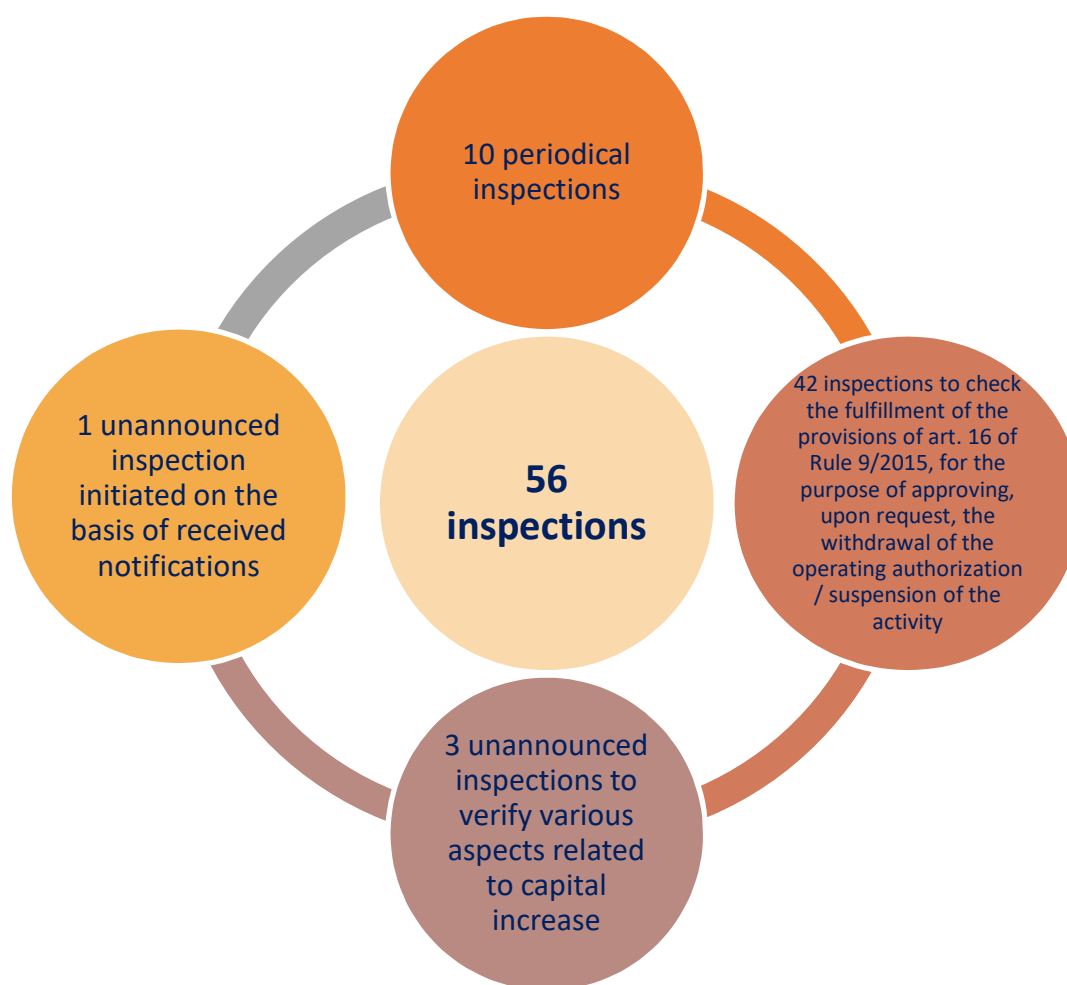 10 periodical
inspections
42 inspections to check
the fulfillment of the
provisions of art. 16 of
Rule 9/2015, for the
purpose of approving,
upon request, the
withdrawal of the
operating authorization
/ suspension of the
activity
1 unannounced
inspection
initiated on the
basis of received
notifications
56
inspections
3 unannounced
inspections to
verify various
aspects related
to capital
increase